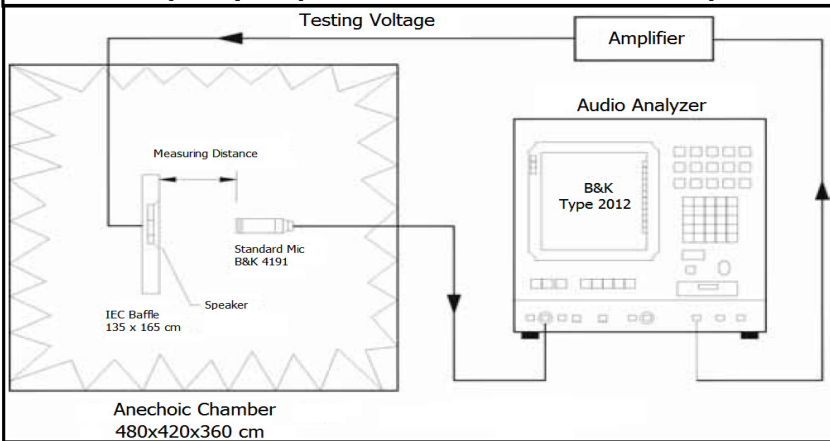 Testing Voltage
Amplifier
Audio Analyzer
Measuring Distance
B&K
Type 2012
Standard Mic
B&K 4191
Speaker
IEC Baffle
135 x 165 cm
Anechoic Chamber
480x420x360 cm